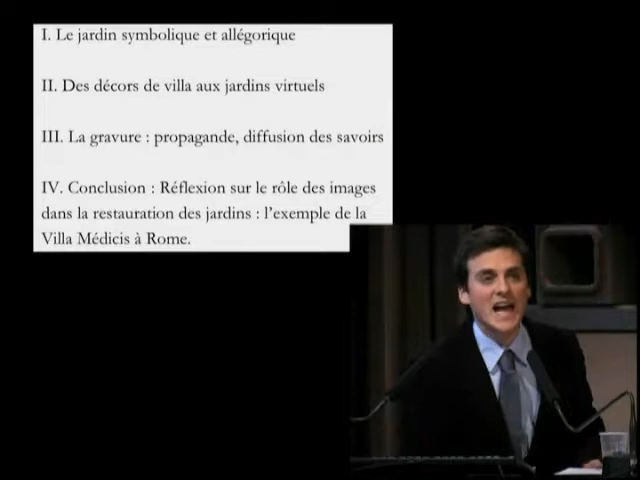 I. Le jardin symbolique et allégorique
II. Des décors de villa aux jardins virtuels
III. La gravure : propagande, diffusion des savoirs
IV. Conclusion : Réflexion sur le rôle des images
dans la restauration des jardins : l'exemple de la
Villa Médicis à Rome.